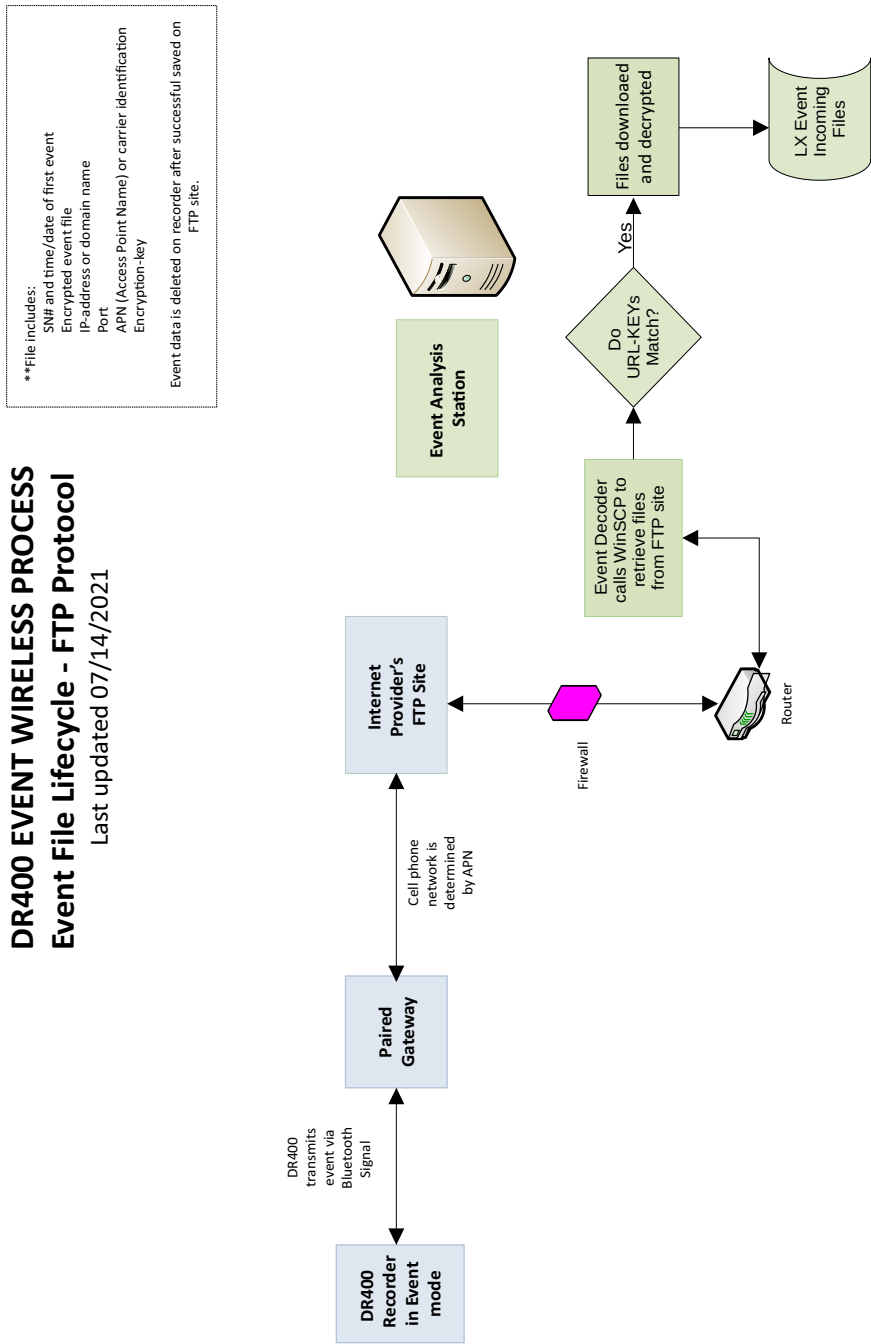 DR400 EVENT WIRELESS PROCESS
Event File Lifecycle - FTP Protocol
Last updated 07/14/2021
**File includes:
SN# and time/date of first event
Encrypted event file
IP-address or domain name
Port
APN (Access Point Name) or carrier identification
Encryption-key
Event data is deleted on recorder after successful saved on
FTP site.
DR400
Recorder
in Event
mode
DR400
transmits
event via
Bluetooth
Signal
Paired
Gateway
Cell phone
network is
determined
by APN
Internet
Provider's
FTP Site
Firewall
Router
Event Analysis
Station
Event Decoder
calls WinSCP to
retrieve files
from FTP site
Do
URL-KEYs
Match?
Yes
Files downloaed
and decrypted
LX Event
Incoming
Files